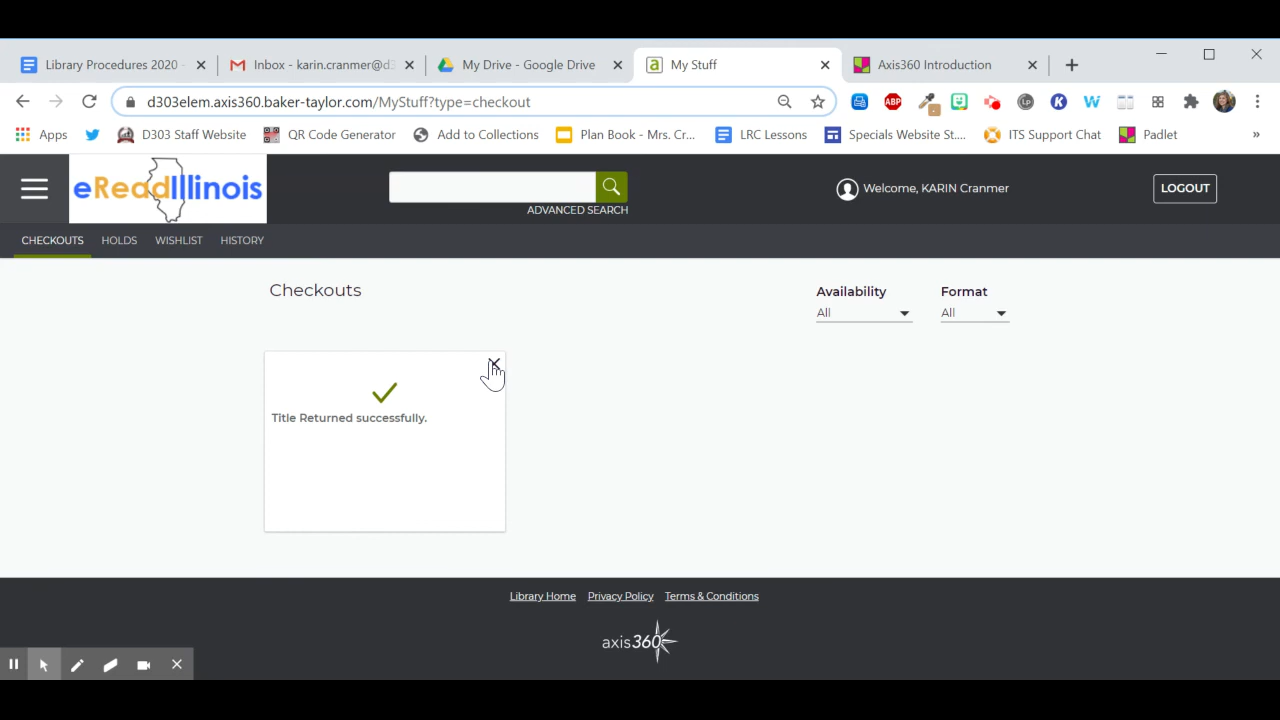 Library Procedures 2020 -
Inbox - karin.cranmer@d3
My Drive - Google Drive
My Stuff
Axis360 Introduction
d303elem.axis360.baker-taylor.com/MyStuff?type=checkout
ABP
LP
K
W
Apps
D303 Staff Website
QR Code Generator
Add to Collections
Plan Book - Mrs. Cr...
LRC Lessons
Specials Website St....
ITS Support Chat
Padlet
»
eReadIllinois
ADVANCED SEARCH
Welcome, KARIN Cranmer
LOGOUT
CHECKOUTS
HOLDS
WISHLIST
HISTORY
Checkouts
Availability
Format
All
All
Title Returned successfully.
Library Home
Privacy Policy
Terms & Conditions
axis360